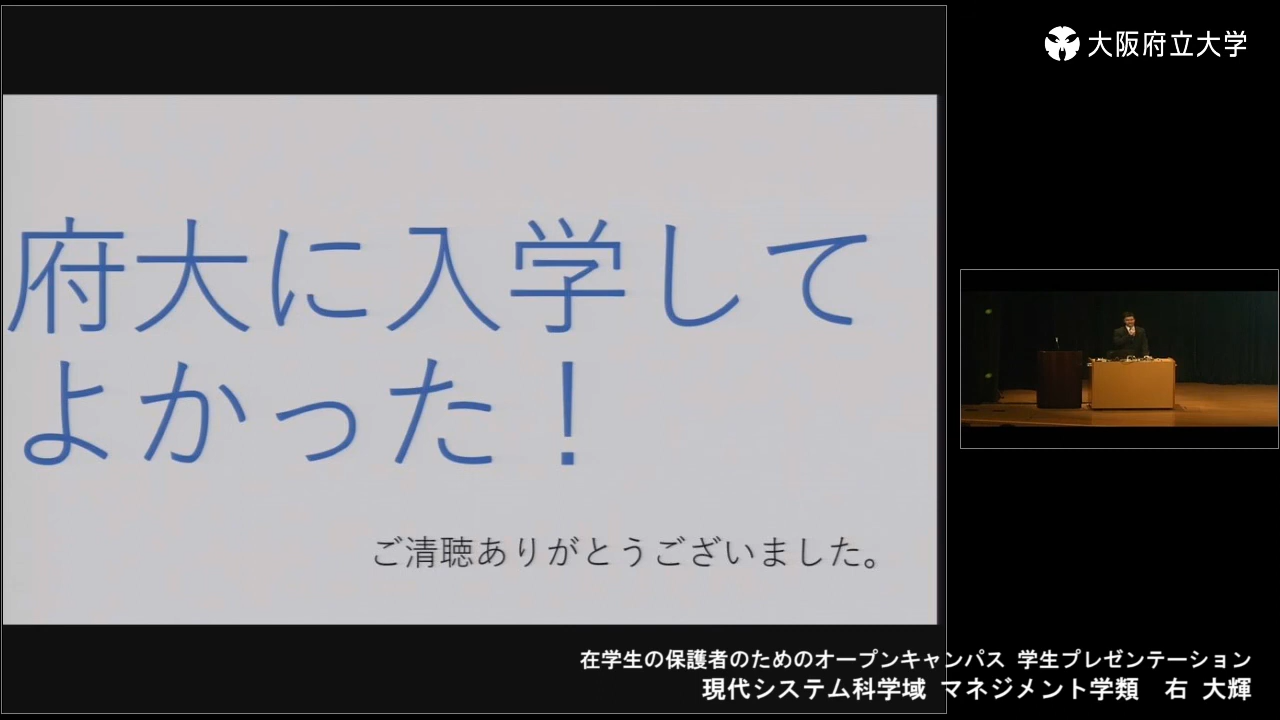 大阪府立大学
府大に入学して
よかった！
ご清聴ありがとうございました。
在学生の保護者のためのオープンキャンパス 学生プレゼンテーション
現代システム科学域 マネジメント学類　右 大輝